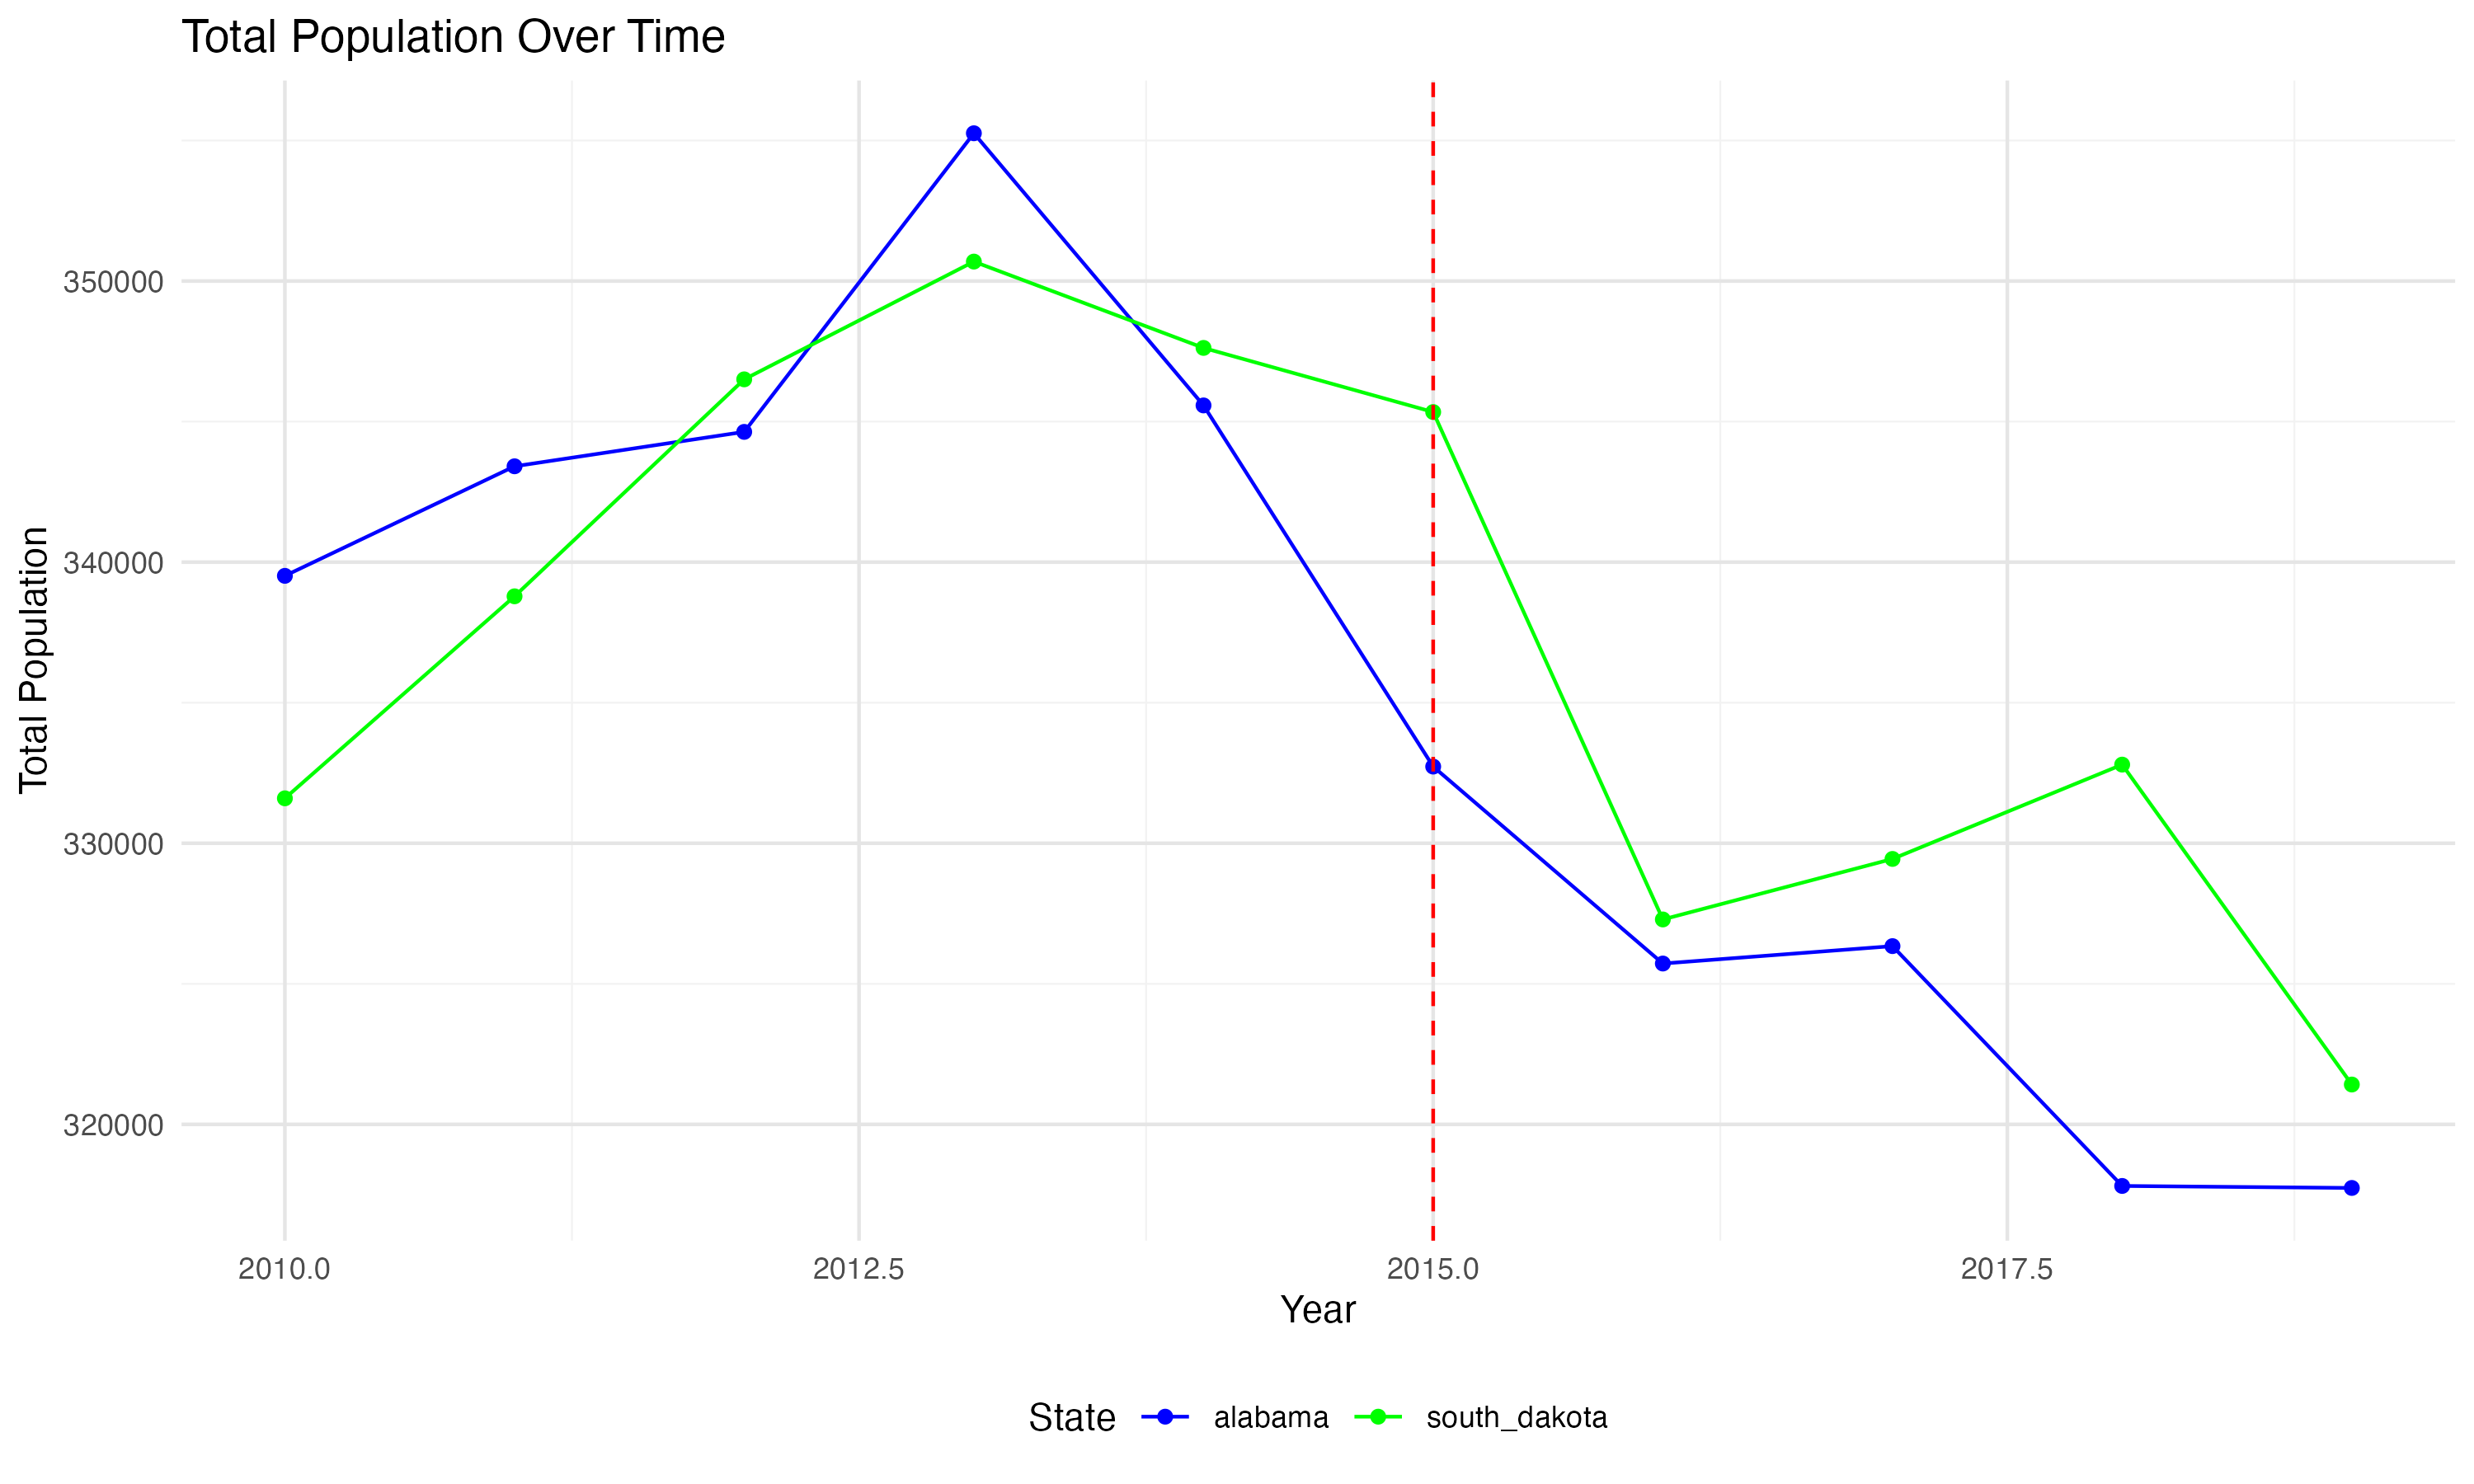 Total Population Over Time
Total Population
350000
340000
330000
320000
2010.0 2012.5 2015.0 2017.5
Year
State alabama south_dakota